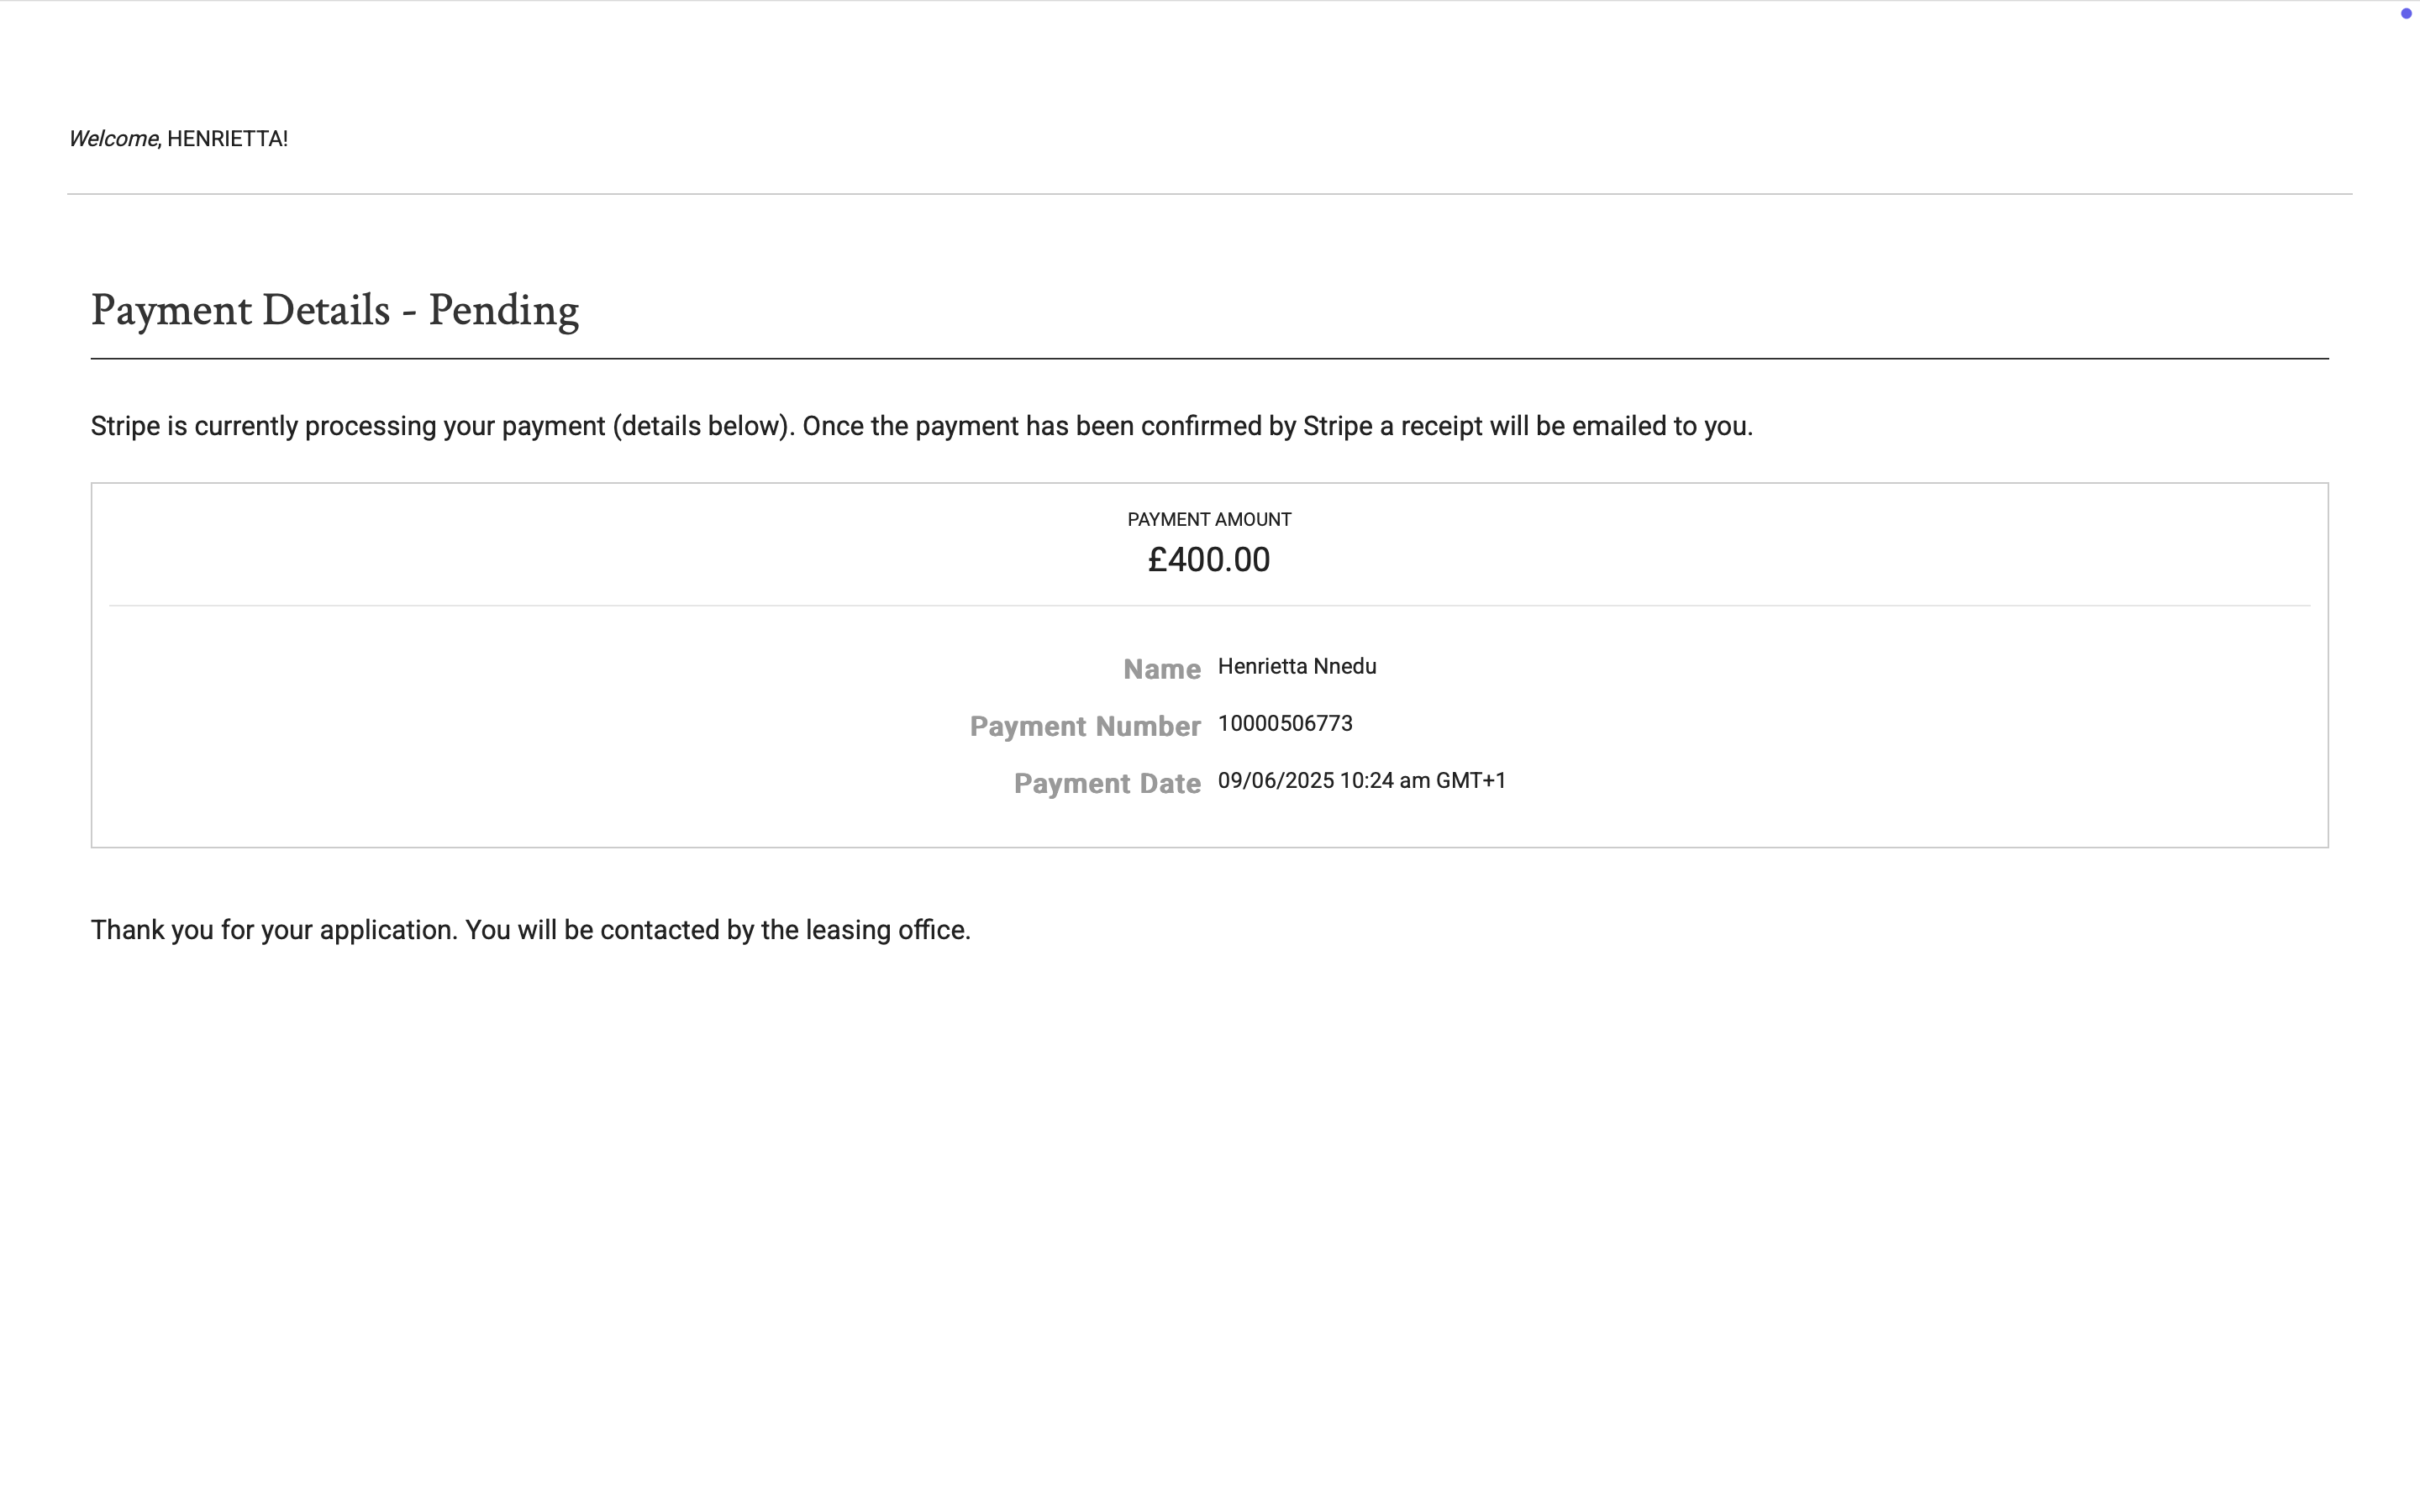 Welcome, HENRIETTA!
Payment Details - Pending
Stripe is currently processing your payment (details below). Once the payment has been confirmed by Stripe a receipt will be emailed to you.
PAYMENT AMOUNT
£400.00
Name Henrietta Nnedu
Payment Number 10000506773
Payment Date 09/06/2025 10:24 am GMT+1
Thank you for your application. You will be contacted by the leasing office.